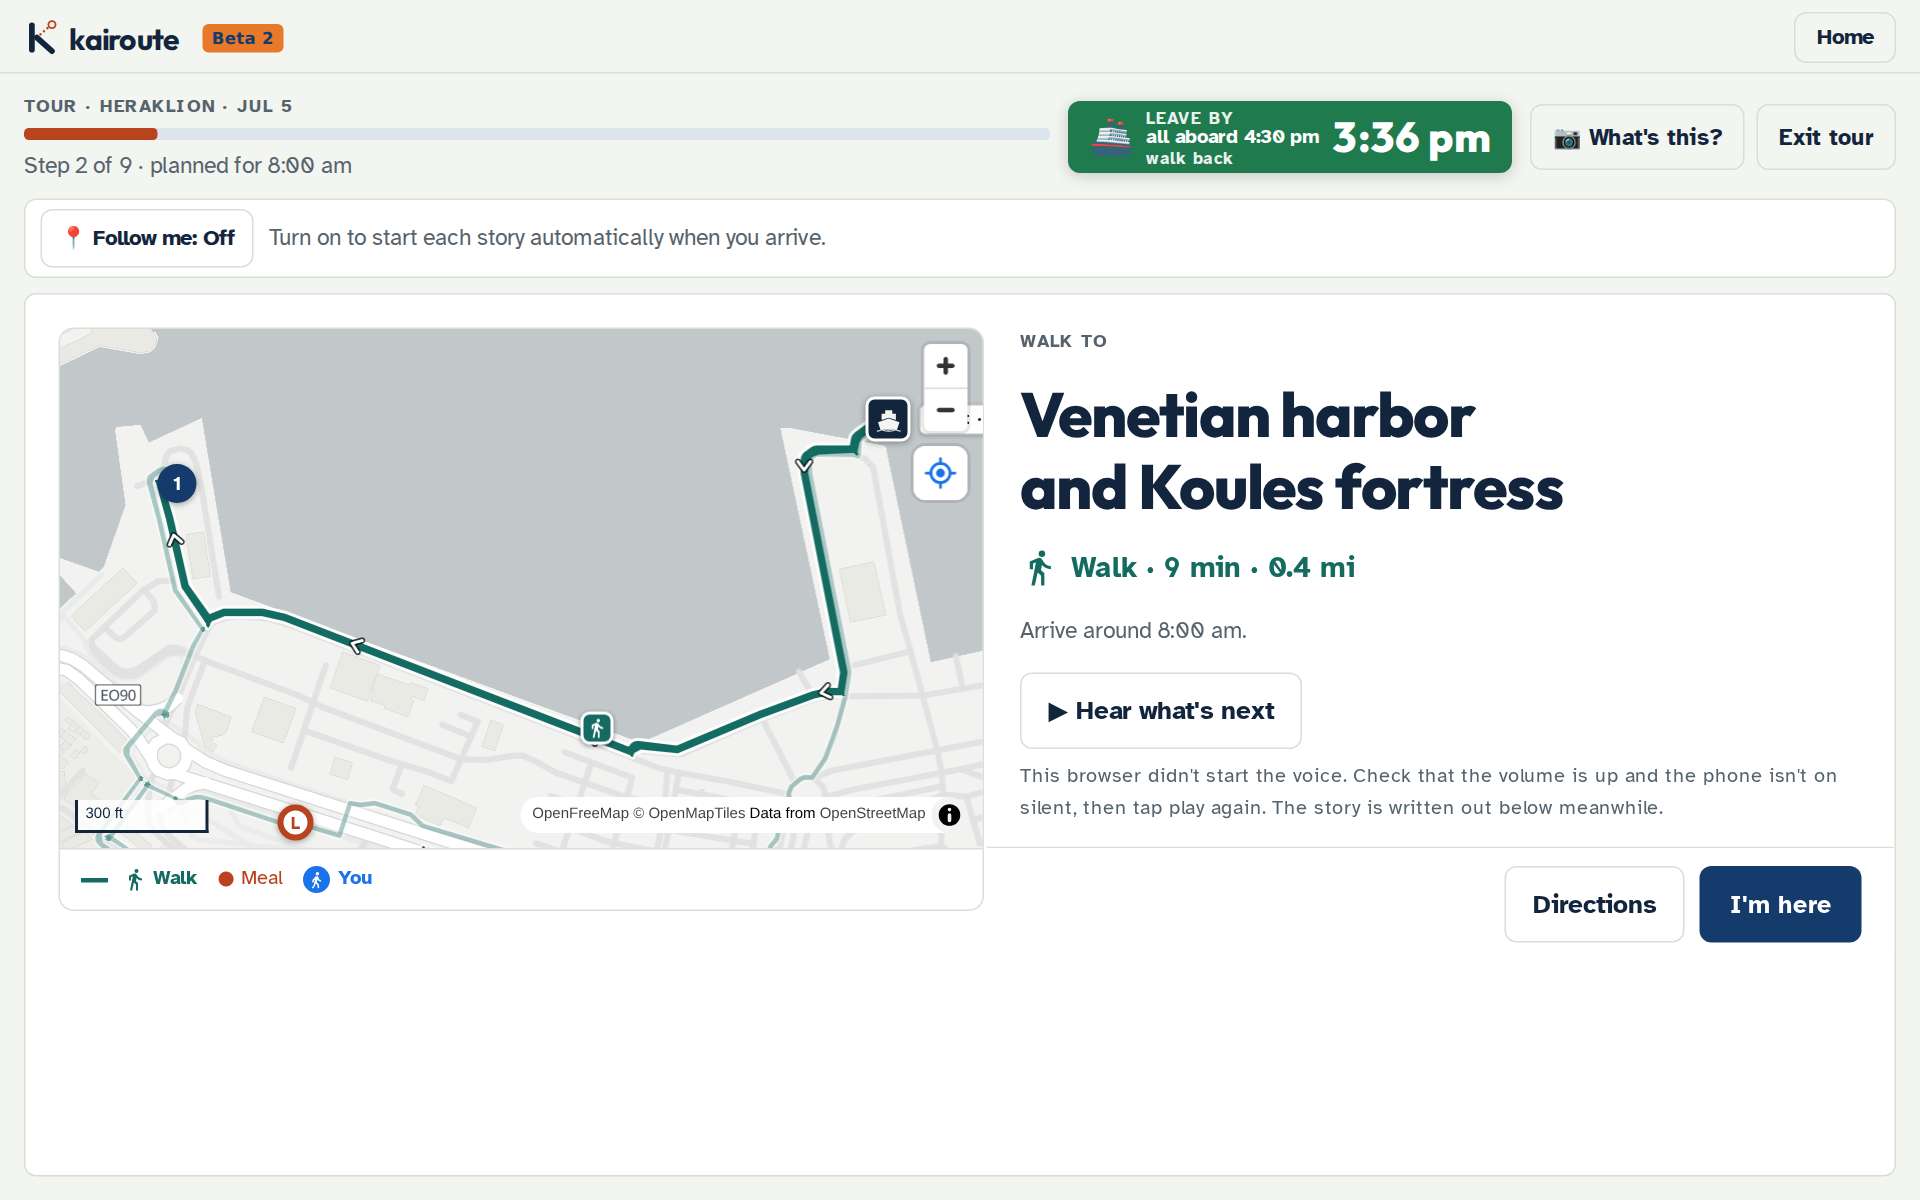 kairoute
Beta 2
Home
TOUR · HERAKLION · JUL 5
Step 2 of 9 · planned for 8:00 am
LEAVE BY
all aboard 4:30 pm
walk back
3:36 pm
What's this?
Exit tour
Follow me: Off
Turn on to start each story automatically when you arrive.
1
EO90
L
300 ft
OpenFreeMap © OpenMapTiles Data from OpenStreetMap
Walk
Meal
You
WALK TO
Venetian harbor
and Koules fortress
Walk · 9 min · 0.4 mi
Arrive around 8:00 am.
▶ Hear what's next
This browser didn't start the voice. Check that the volume is up and the phone isn't on
silent, then tap play again. The story is written out below meanwhile.
Directions
I'm here